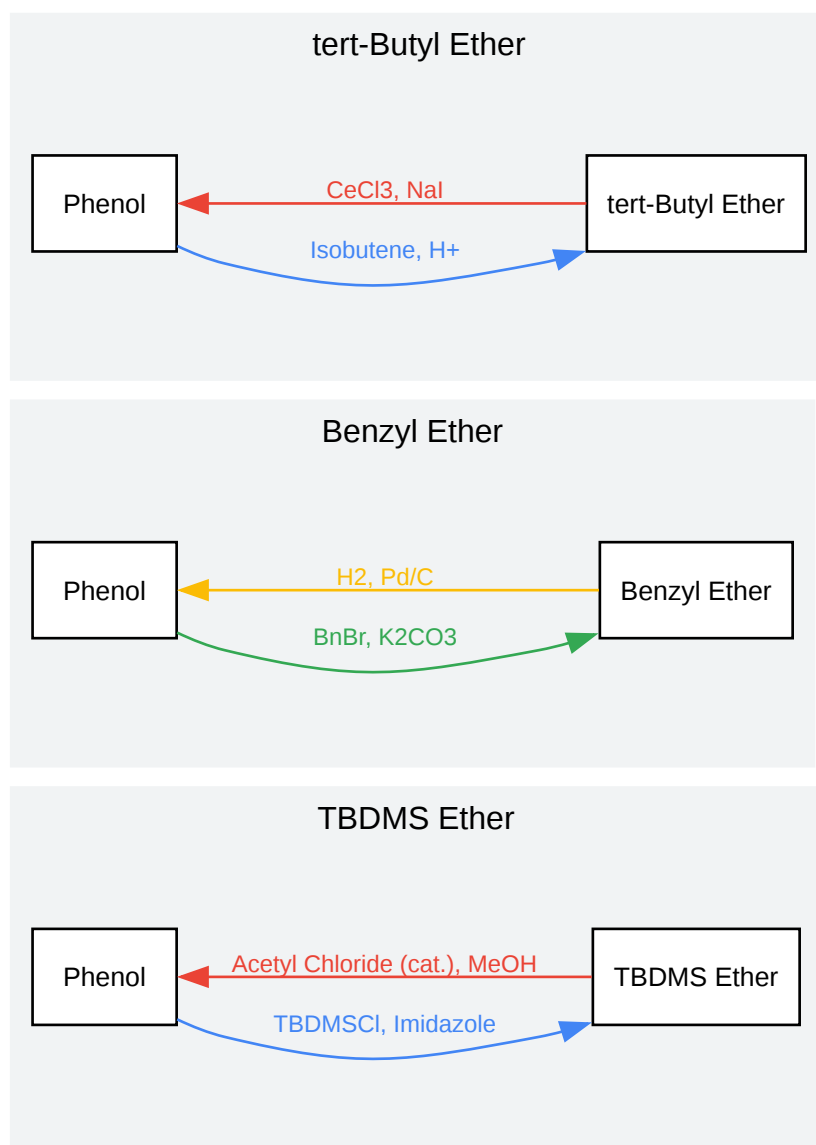 tert-Butyl Ether
CeCl3, NaI
Phenol
tert-Butyl Ether
Isobutene, H+
Benzyl Ether
H2, Pd/C
Phenol
Benzyl Ether
BnBr, K2CO3
TBDMS Ether
Acetyl Chloride (cat.), MeOH
Phenol
TBDMS Ether
TBDMSCl, Imidazole